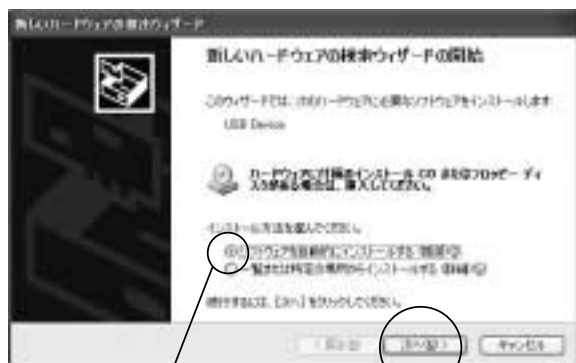 新しいハードウェアの検索ウィザード
新しいハードウェアの検索ウィザードの開始
このウィザードでは、次のハードウェアに必要なソフトウェアをインストールします:
USB Device
ハードウェアに付属のインストール CD またはフロッピー ディ
スクがある場合は、挿入してください。
インストール方法を選んでください。
ソフトウェアを自動的にインストールする (推奨)(I)
一覧または特定の場所からインストールする (詳細)(S)
続行するには、[次へ] をクリックしてください。
< 戻る(B)
次へ(N) >
キャンセル